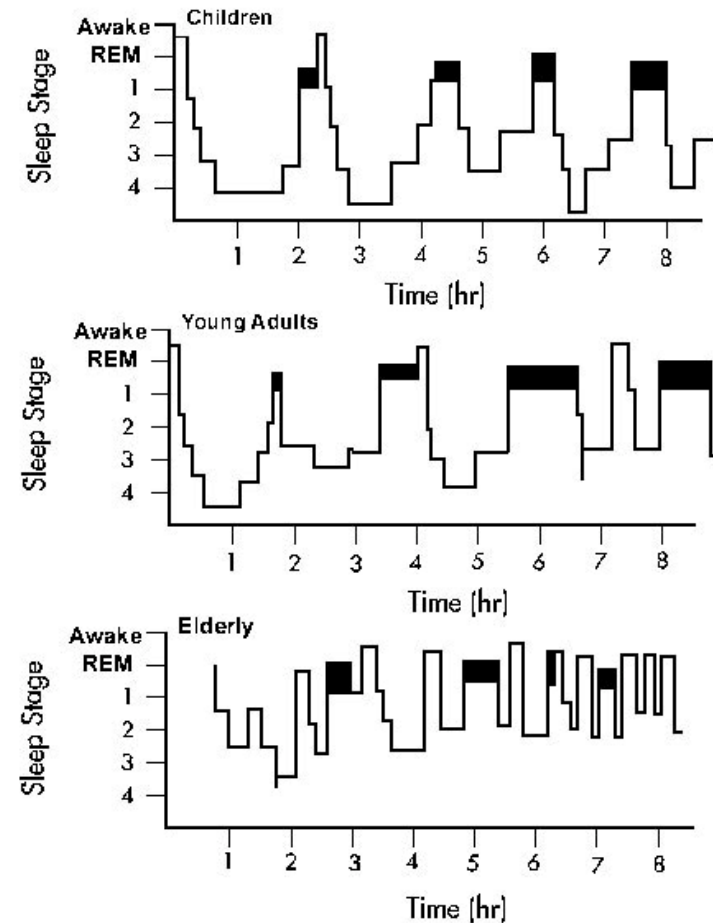 Children
Awake
REM
1
2
3
4
Sleep Stage
1 2 3 4 5 6 7 8
Time (hr)
Young Adults
Awake
REM
1
2
3
4
Sleep Stage
1 2 3 4 5 6 7 8
Time (hr)
Elderly
Awake
REM
1
2
3
4
Sleep Stage
1 2 3 4 5 6 7 8
Time (hr)